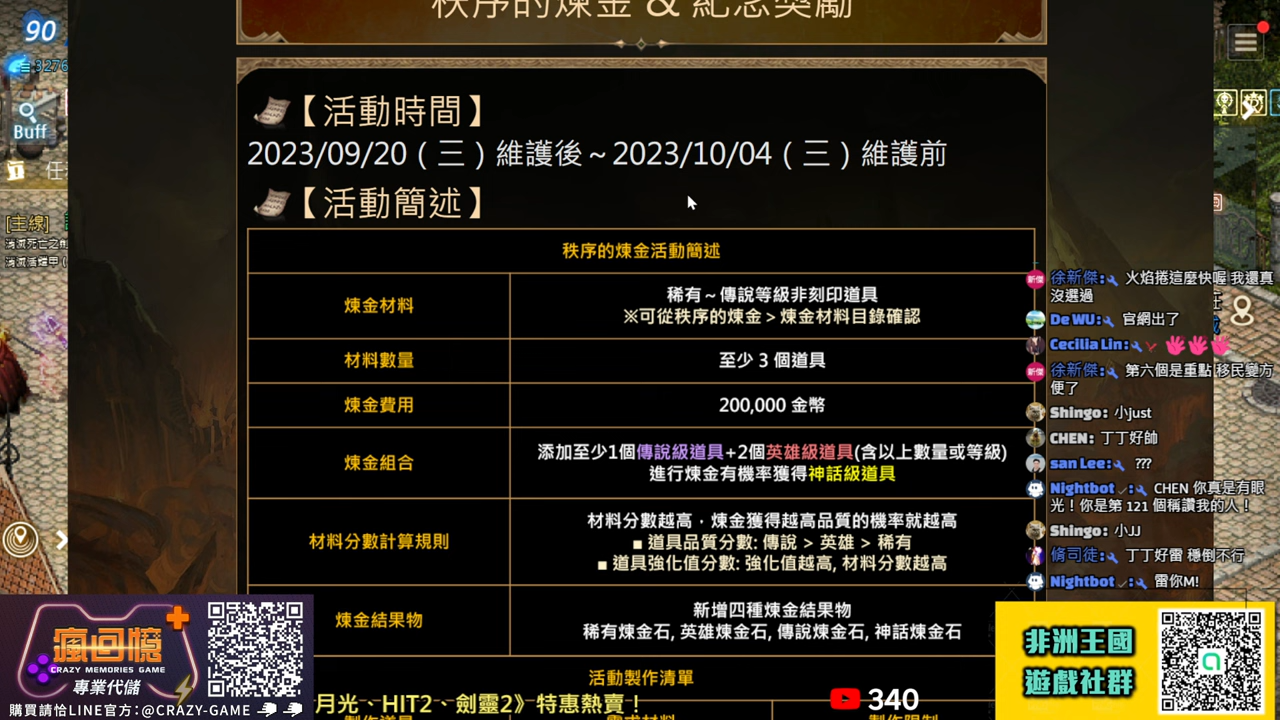 秩序的煉金 & 紀念獎勵
90
3276
Buff
任
[主線]
【活動時間】
2023/09/20（三）維護後～2023/10/04（三）維護前
【活動簡述】
秩序的煉金活動簡述
煉金材料
稀有～傳說等級非刻印道具
※可從秩序的煉金 > 煉金材料目錄確認
材料數量
至少 3 個道具
煉金費用
200,000 金幣
煉金組合
添加至少1個傳說級道具+2個英雄級道具(含以上數量或等級)
進行煉金有機率獲得神話級道具
材料分數計算規則
材料分數越高，煉金獲得越高品質的機率就越高
■ 道具品質分數: 傳說 > 英雄 > 稀有
■ 道具強化值分數: 強化值越高, 材料分數越高
煉金結果物
新增四種煉金結果物
稀有煉金石, 英雄煉金石, 傳說煉金石, 神話煉金石
活動製作清單
徐新傑: 火焰捲這麼快喔 我還真
沒選過
De WU: 官網出了
Cecilia Lin:
徐新傑: 第六個是重點 移民變方
便了
Shingo: 小just
CHEN: 丁丁好帥
san Lee: ???
Nightbot: CHEN 你真是有眼
光！你是第 121 個稱讚我的人！
Shingo: 小JJ
脩司徒: 丁丁好雷 穩倒不行
Nightbot: 雷你M!
瘋回憶
CRAZY MEMORIES GAME
專業代儲
購買請恰LINE官方:@CRAZY-GAME
月光、HIT2、劍靈2》特惠熱賣！
340
非洲王國
遊戲社群